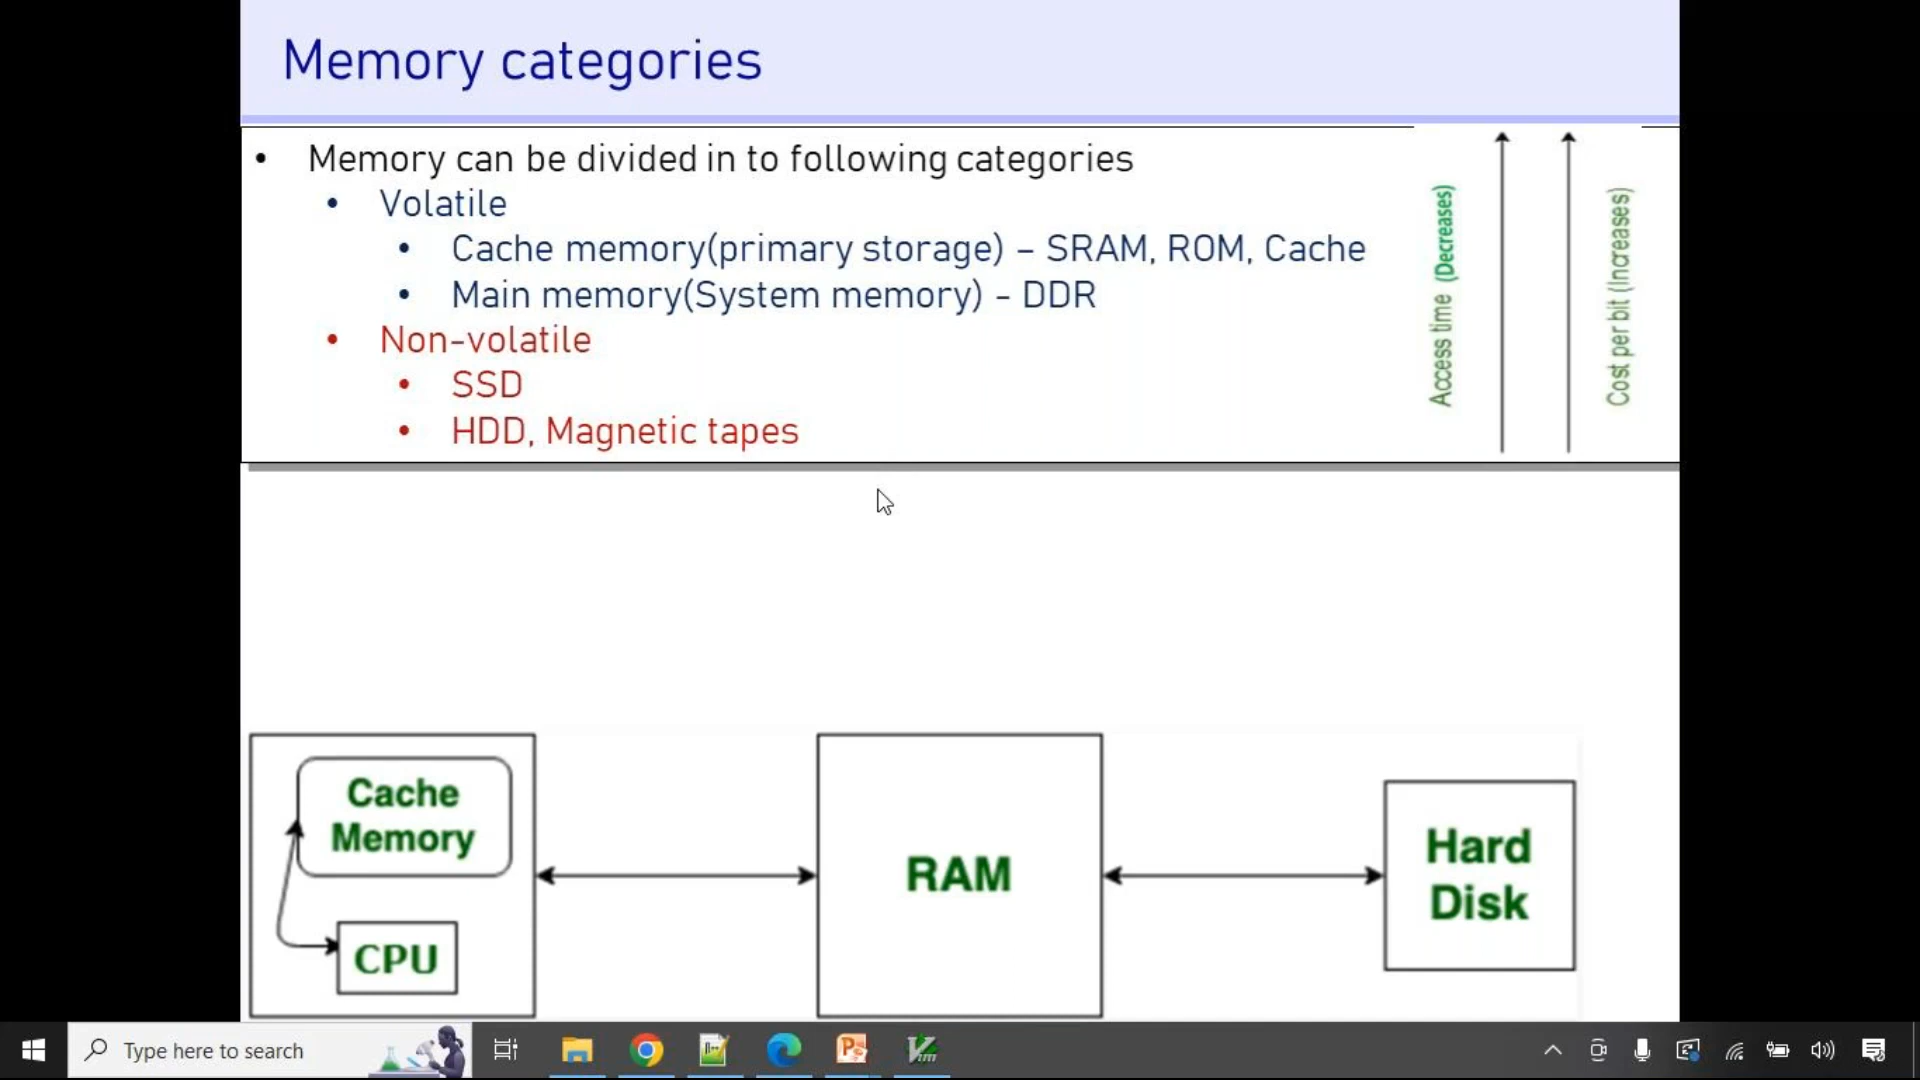 Memory categories
• Memory can be divided in to following categories
• Volatile
• Cache memory(primary storage) – SRAM, ROM, Cache
• Main memory(System memory) - DDR
• Non-volatile
• SSD
• HDD, Magnetic tapes
Access time (Decreases)
Cost per bit (Increases)
Cache
Memory
CPU
RAM
Hard
Disk
Type here to search